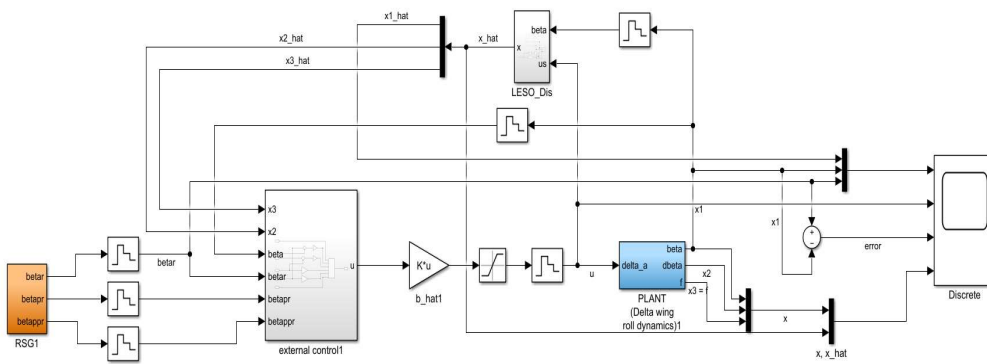 x1_hat
x2_hat
x_hat
x3_hat
beta
x
us
LESO_Dis
x3
x2
beta
betar
betapr
betappr
u
external control1
betar
betapr
betappr
RSG1
betar
K*u
b_hat1
u
delta_a
beta
dbeta
f
PLANT
(Delta wing
roll dynamics)1
x1
x2
x3 = f
x
x1
+
−
error
x, x_hat
Discrete